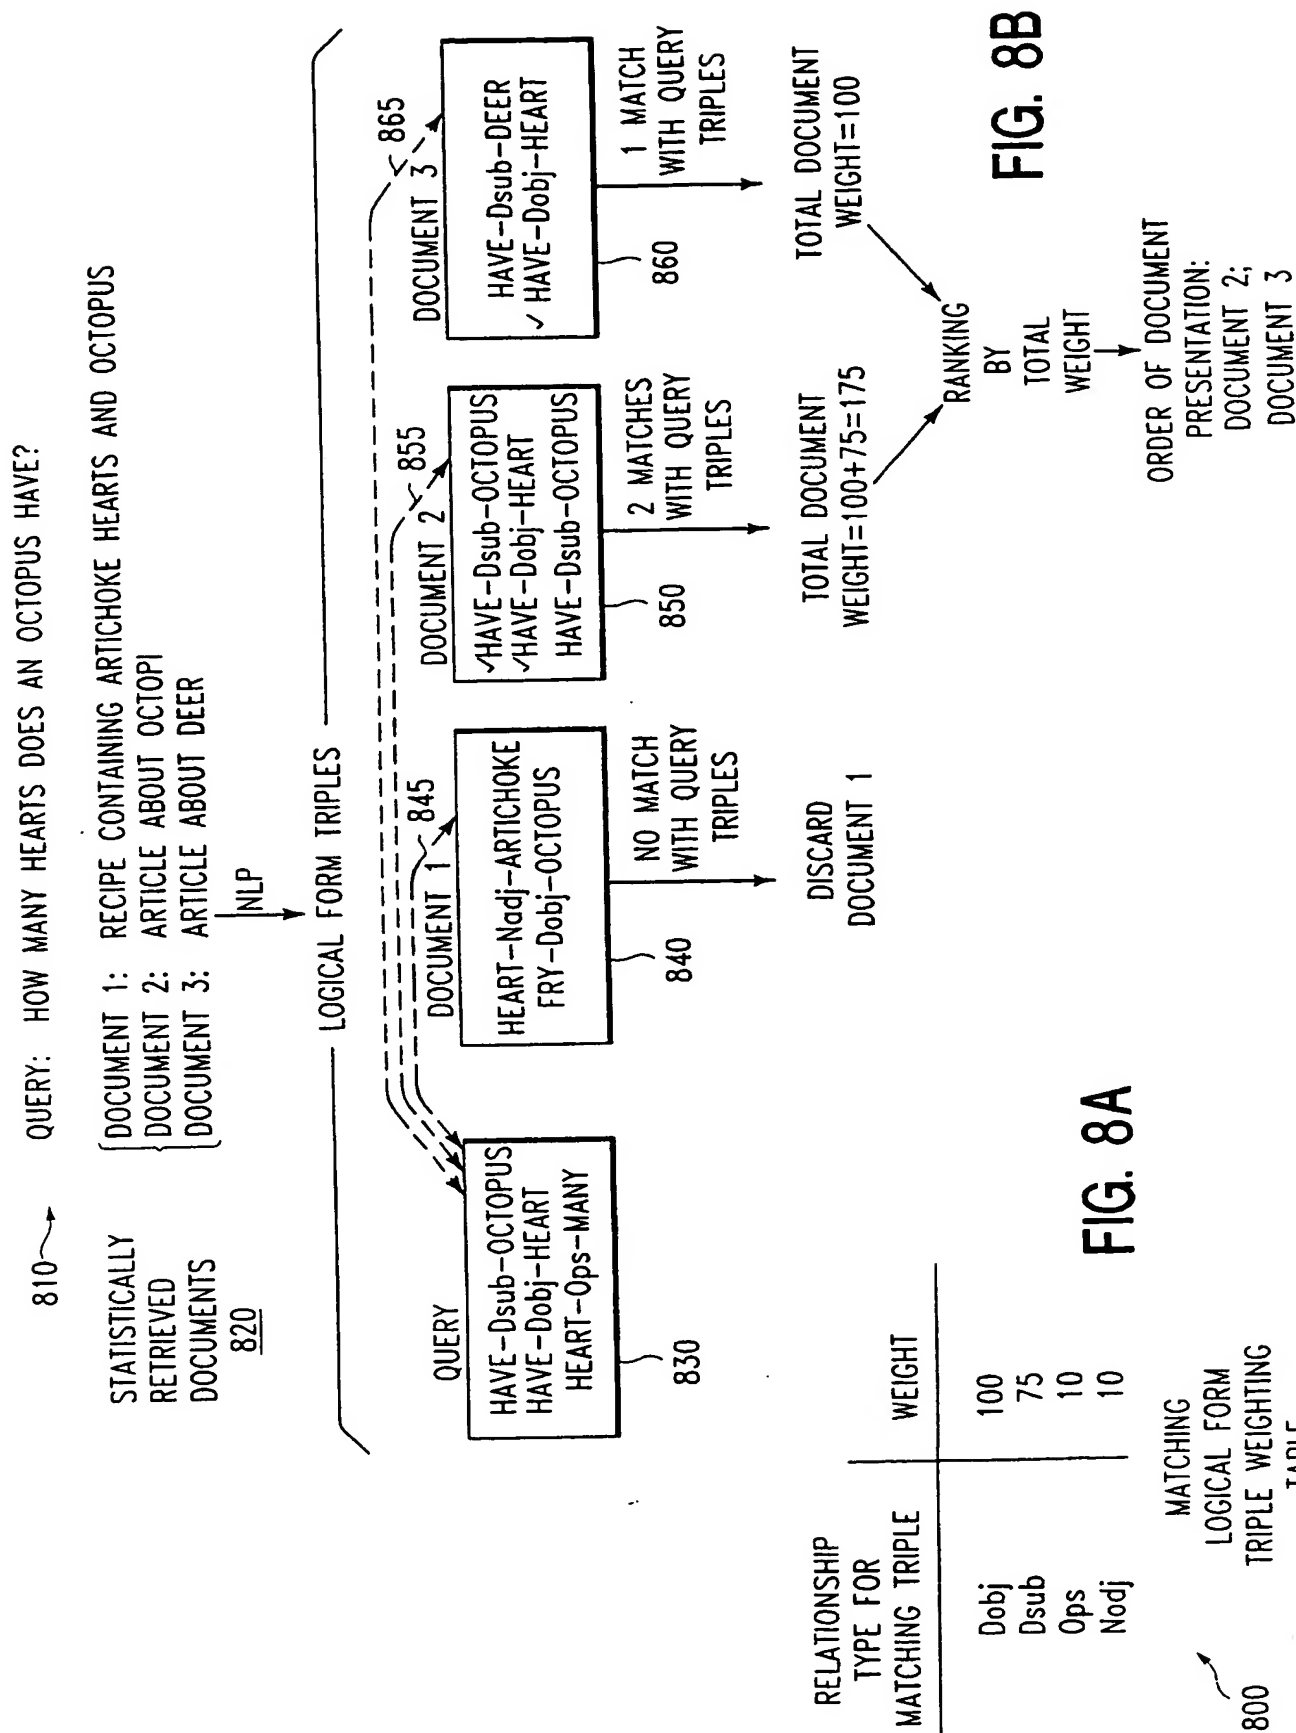 810
QUERY: HOW MANY HEARTS DOES AN OCTOPUS HAVE?
STATISTICALLY
RETRIEVED
DOCUMENTS
820
DOCUMENT 1: RECIPE CONTAINING ARTICHOKE HEARTS AND OCTOPUS
DOCUMENT 2: ARTICLE ABOUT OCTOPI
DOCUMENT 3: ARTICLE ABOUT DEER
NLP
LOGICAL FORM TRIPLES
QUERY
HAVE-Dsub-OCTOPUS
HAVE-Dobj-HEART
HEART-Ops-MANY
830
DOCUMENT 1
845
HEART-Nadj-ARTICHOKE
FRY-Dobj-OCTOPUS
840
NO MATCH
WITH QUERY
TRIPLES
DISCARD
DOCUMENT 1
DOCUMENT 2
855
✓HAVE-Dsub-OCTOPUS
✓HAVE-Dobj-HEART
HAVE-Dsub-OCTOPUS
850
2 MATCHES
WITH QUERY
TRIPLES
TOTAL DOCUMENT
WEIGHT=100+75=175
DOCUMENT 3
865
HAVE-Dsub-DEER
✓ HAVE-Dobj-HEART
860
1 MATCH
WITH QUERY
TRIPLES
TOTAL DOCUMENT
WEIGHT=100
RANKING
BY
TOTAL
WEIGHT
ORDER OF DOCUMENT
PRESENTATION:
DOCUMENT 2;
DOCUMENT 3
FIG. 8B
RELATIONSHIP
TYPE FOR
MATCHING TRIPLE
WEIGHT
Dobj 100
Dsub 75
Ops 10
Nodj 10
MATCHING
LOGICAL FORM
TRIPLE WEIGHTING
TABLE
800
FIG. 8A